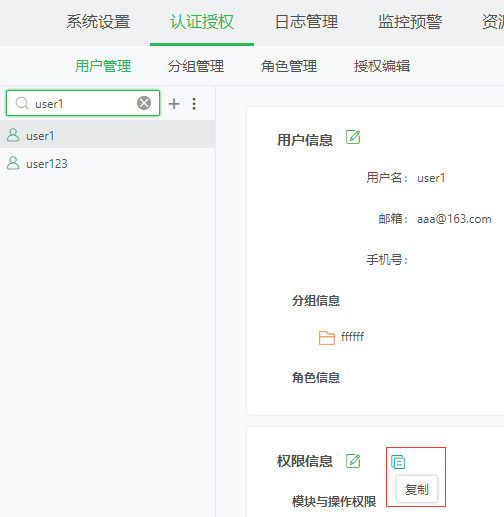 系统设置 认证授权 日志管理 监控预警 资源
用户管理 分组管理 角色管理 授权编辑
user1
user1
user123
用户信息
用户名： user1
邮箱： aaa@163.com
手机号：
分组信息
ffffff
角色信息
权限信息
复制
模块与操作权限